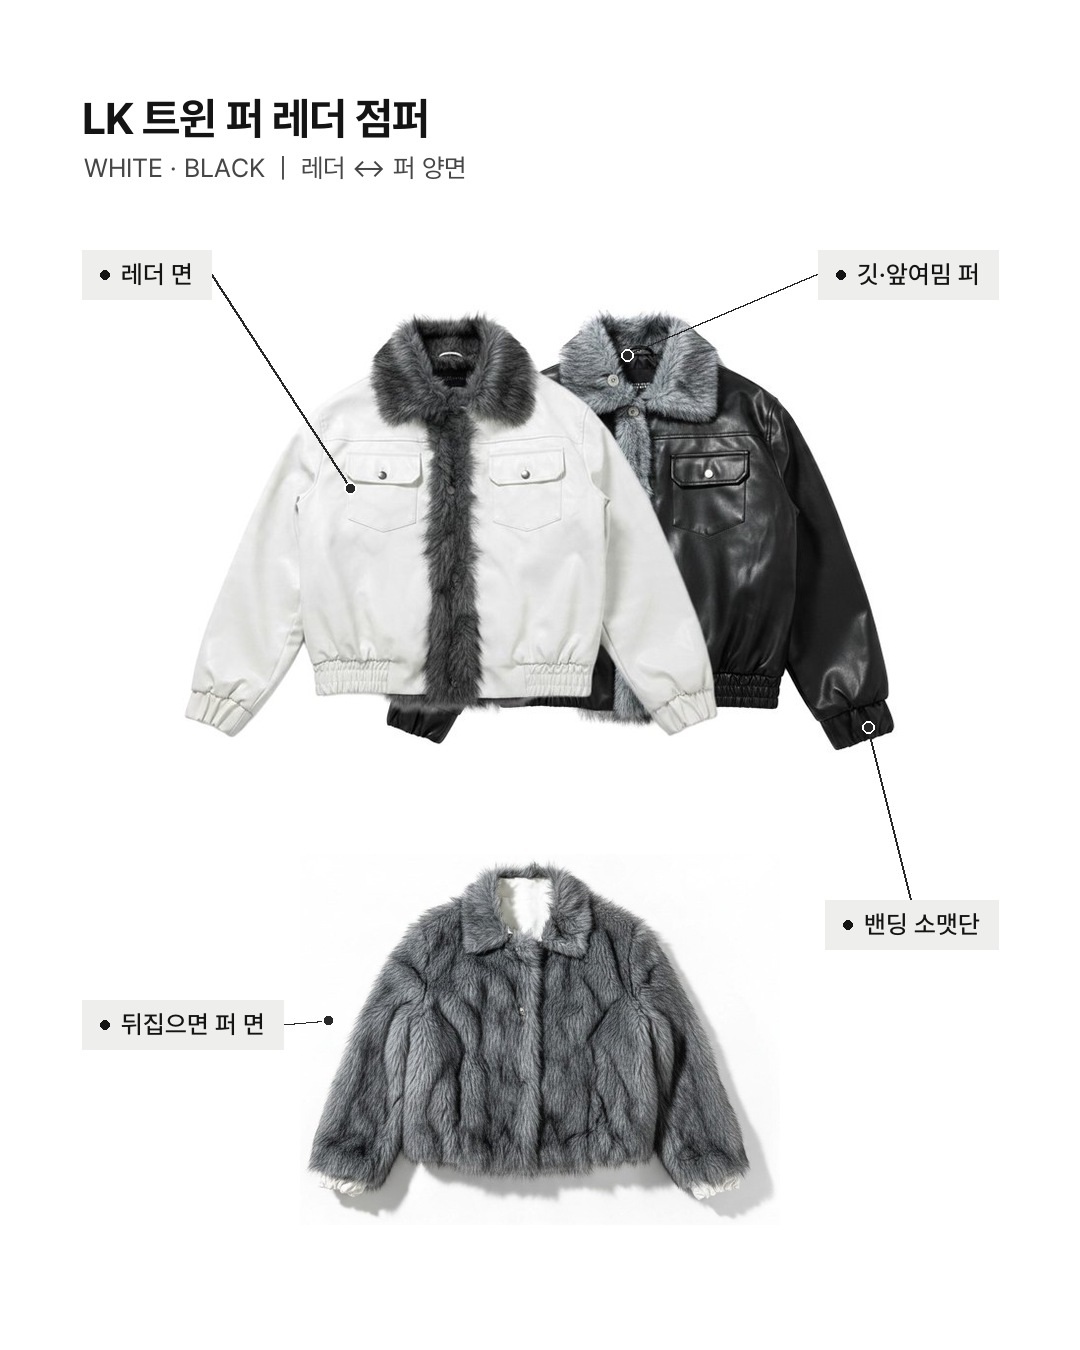 LK 트윈 퍼 레더 점퍼
WHITE · BLACK | 레더 ↔ 퍼 양면
● 레더 면
● 깃·앞여밈 퍼
● 밴딩 소맷단
● 뒤집으면 퍼 면